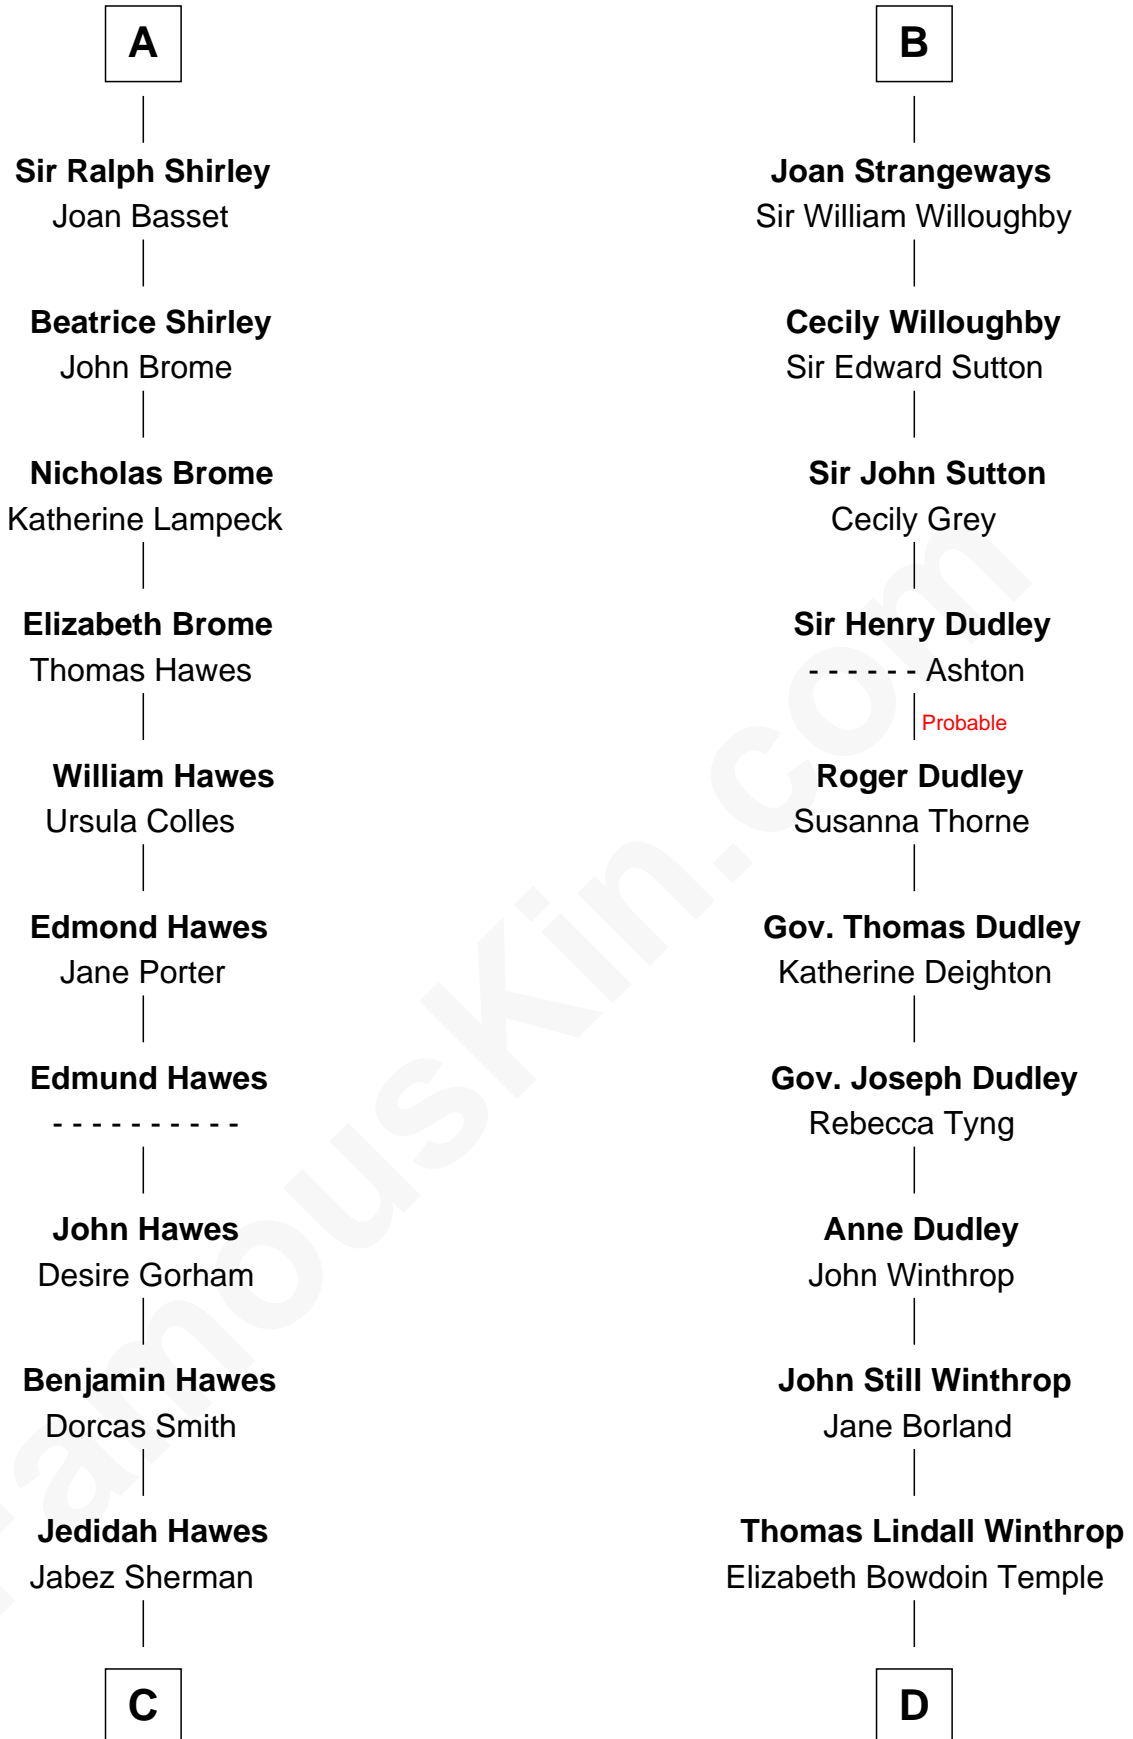 A
Sir Ralph Shirley
Joan Basset
Beatrice Shirley
John Brome
Nicholas Brome
Katherine Lampeck
Elizabeth Brome
Thomas Hawes
William Hawes
Ursula Colles
Edmond Hawes
Jane Porter
Edmund Hawes
- - - - - - - - - -
John Hawes
Desire Gorham
Benjamin Hawes
Dorcas Smith
Jedidah Hawes
Jabez Sherman
C
B
Joan Strangeways
Sir William Willoughby
Cecily Willoughby
Sir Edward Sutton
Sir John Sutton
Cecily Grey
Sir Henry Dudley
- - - - - - Ashton
Probable
Roger Dudley
Susanna Thorne
Gov. Thomas Dudley
Katherine Deighton
Gov. Joseph Dudley
Rebecca Tyng
Anne Dudley
John Winthrop
John Still Winthrop
Jane Borland
Thomas Lindall Winthrop
Elizabeth Bowdoin Temple
D
FamousKin.com